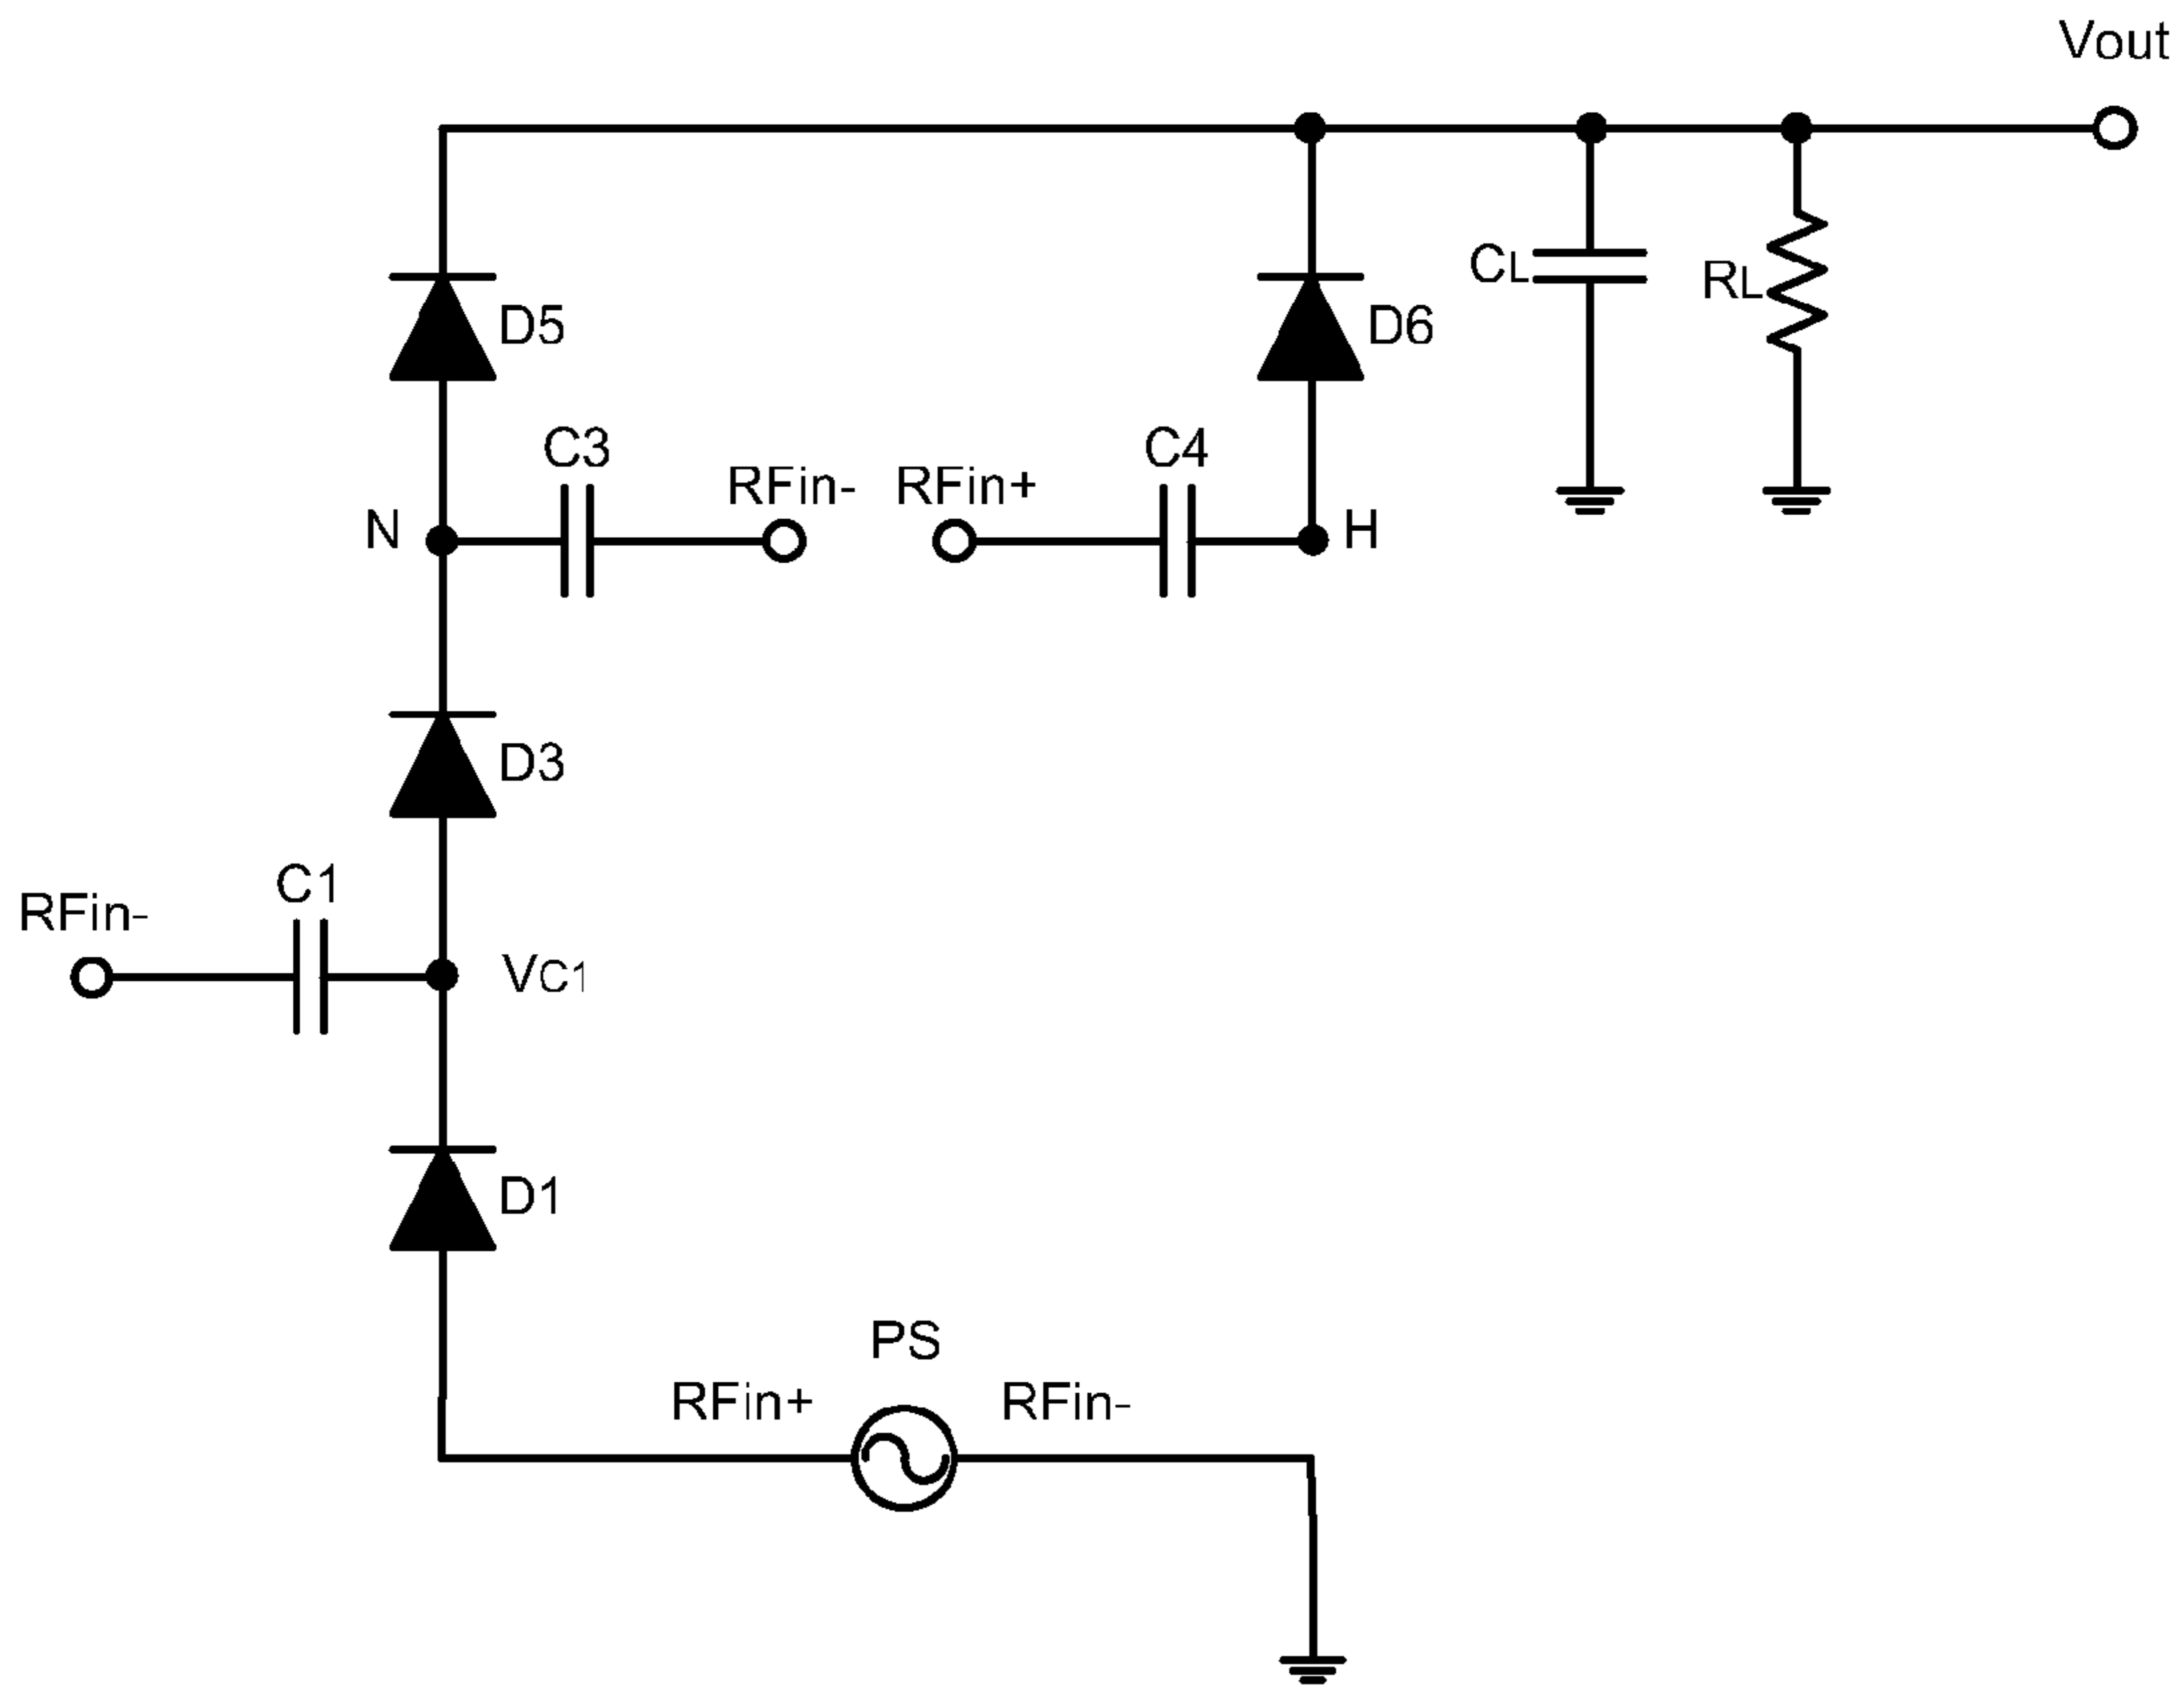 Vout
D5
D6
CL
RL
C3
RFin-
RFin+
C4
N
H
D3
C1
RFin-
VC1
D1
PS
RFin+
RFin-